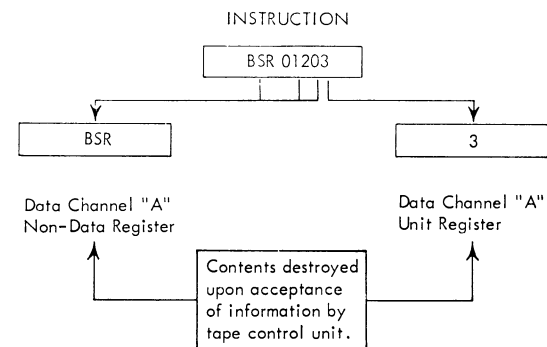 INSTRUCTION
BSR 01203
BSR
3
Data Channel "A"
Non-Data Register
Data Channel "A"
Unit Register
Contents destroyed
upon acceptance
of information by
tape control unit.